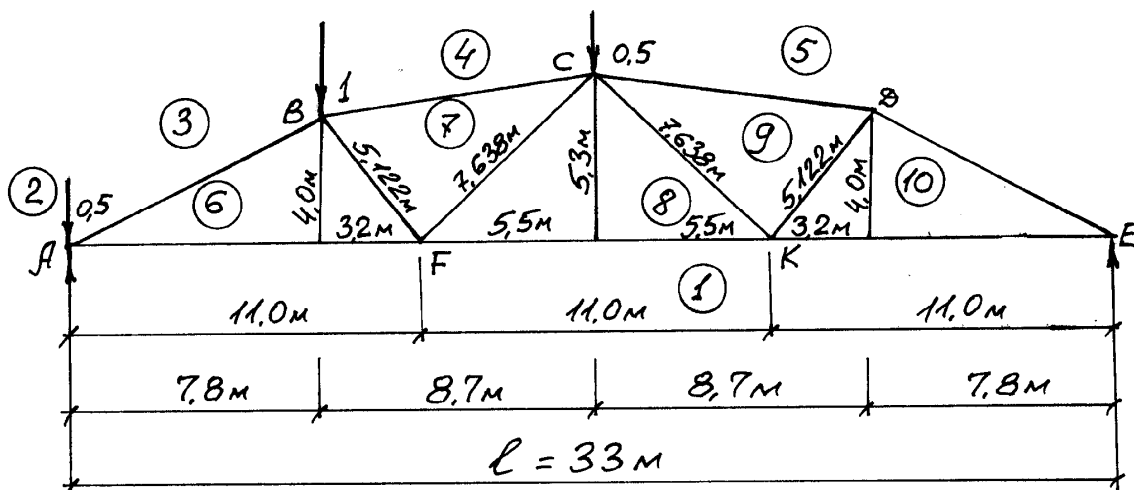 4
C
0,5
5
3
B
1
7
D
5,122м
7,638м
5,3м
7,638м
9
5,122м
4,0м
2
0,5
6
4,0м
3,2м
5,5м
8
5,5м
3,2м
10
A
F
K
E
1
11,0м
11,0м
11,0м
7,8м
8,7м
8,7м
7,8м
l = 33м